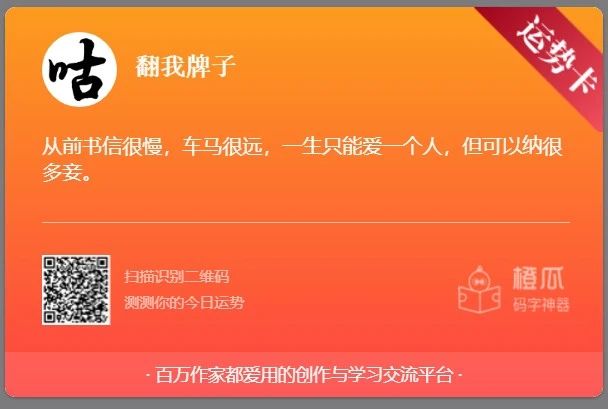 运势卡
咕
翻我牌子
从前书信很慢，车马很远，一生只能爱一个人，但可以纳很
多妾。
扫描识别二维码
测测你的今日运势
橙瓜
码字神器
· 百万作家都爱用的创作与学习交流平台 ·